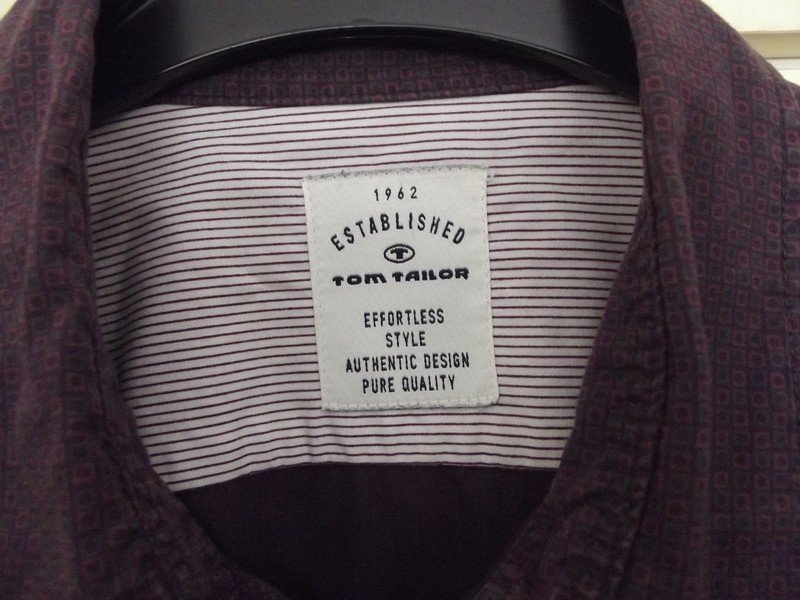 1962
ESTABLISHED
T
TOM TAILOR
EFFORTLESS
STYLE
AUTHENTIC DESIGN
PURE QUALITY